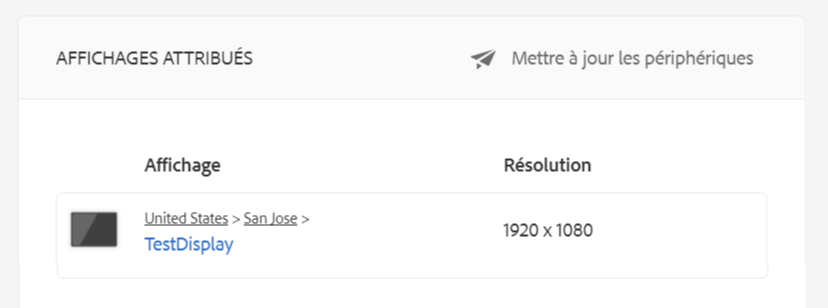 AFFICHAGES ATTRIBUÉS Mettre à jour les périphériques
Affichage Résolution
United States > San Jose >
TestDisplay
1920 x 1080